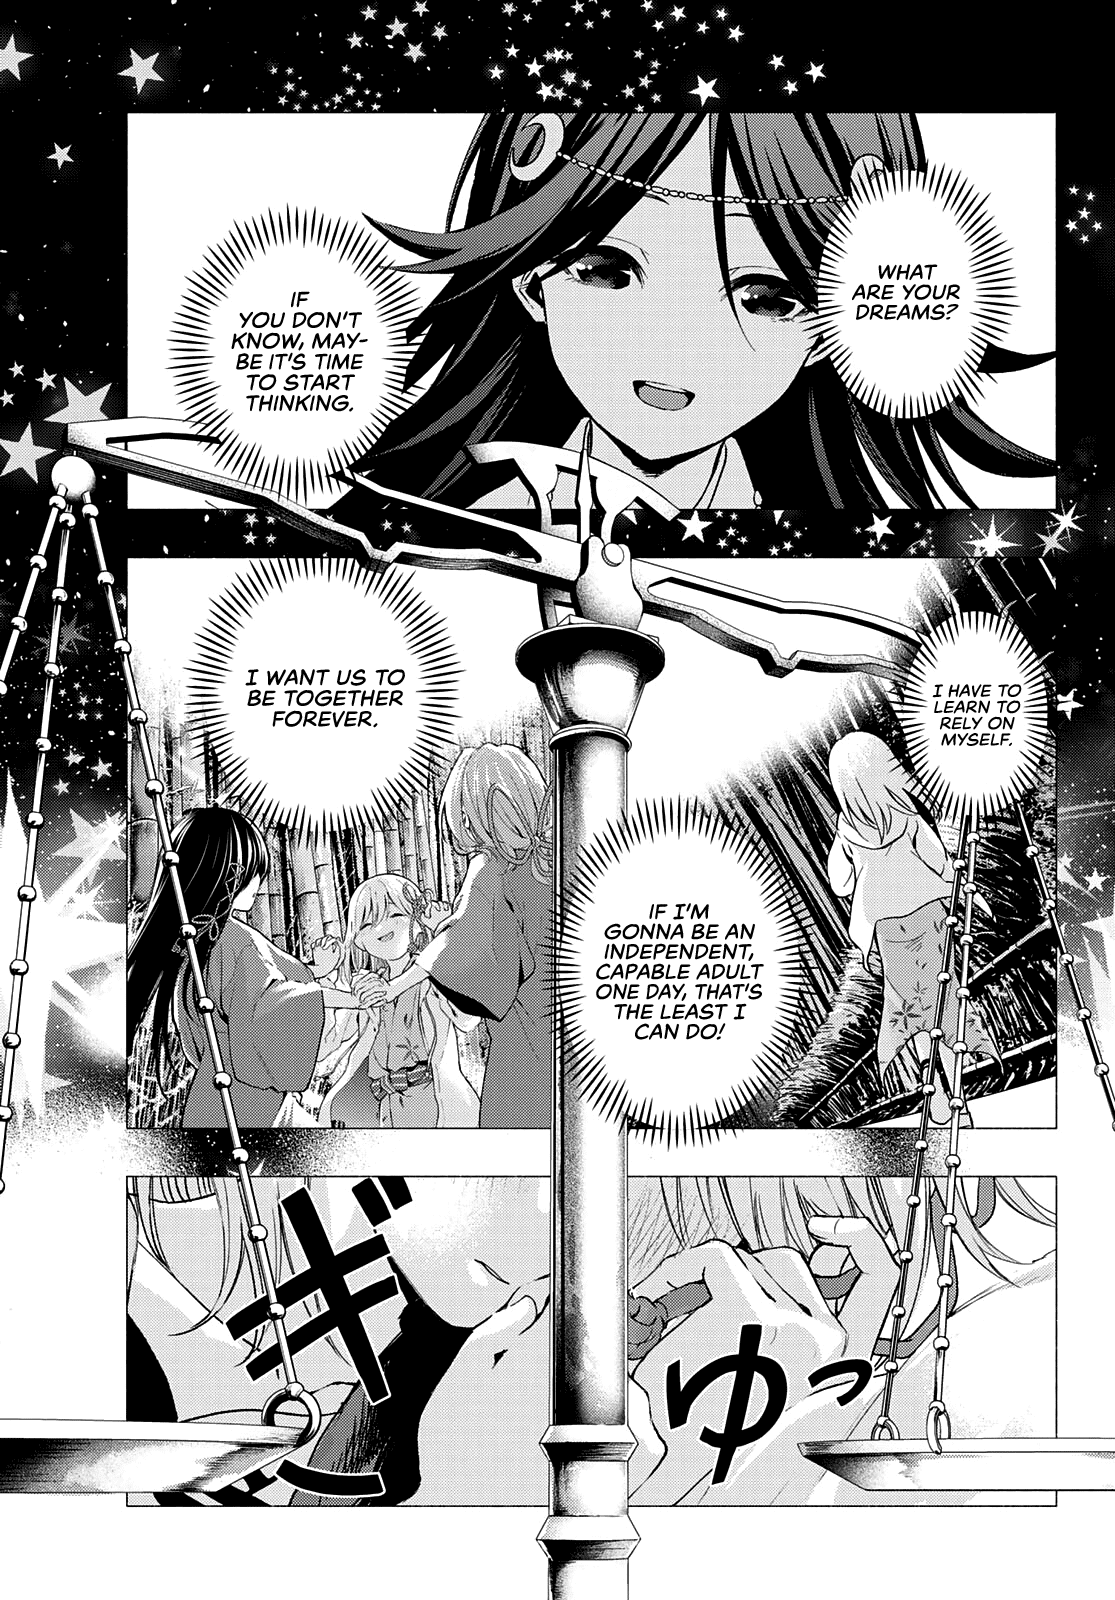 WHAT
ARE YOUR
DREAMS?
IF
YOU DON'T
KNOW, MAY-
BE IT'S TIME
TO START
THINKING.
I HAVE TO
LEARN TO
RELY ON
MYSELF.
IF I'M
GONNA BE AN
INDEPENDENT,
CAPABLE ADULT
ONE DAY, THAT'S
THE LEAST I
CAN DO!
I WANT US TO
BE TOGETHER
FOREVER.
ゆっ
ギ